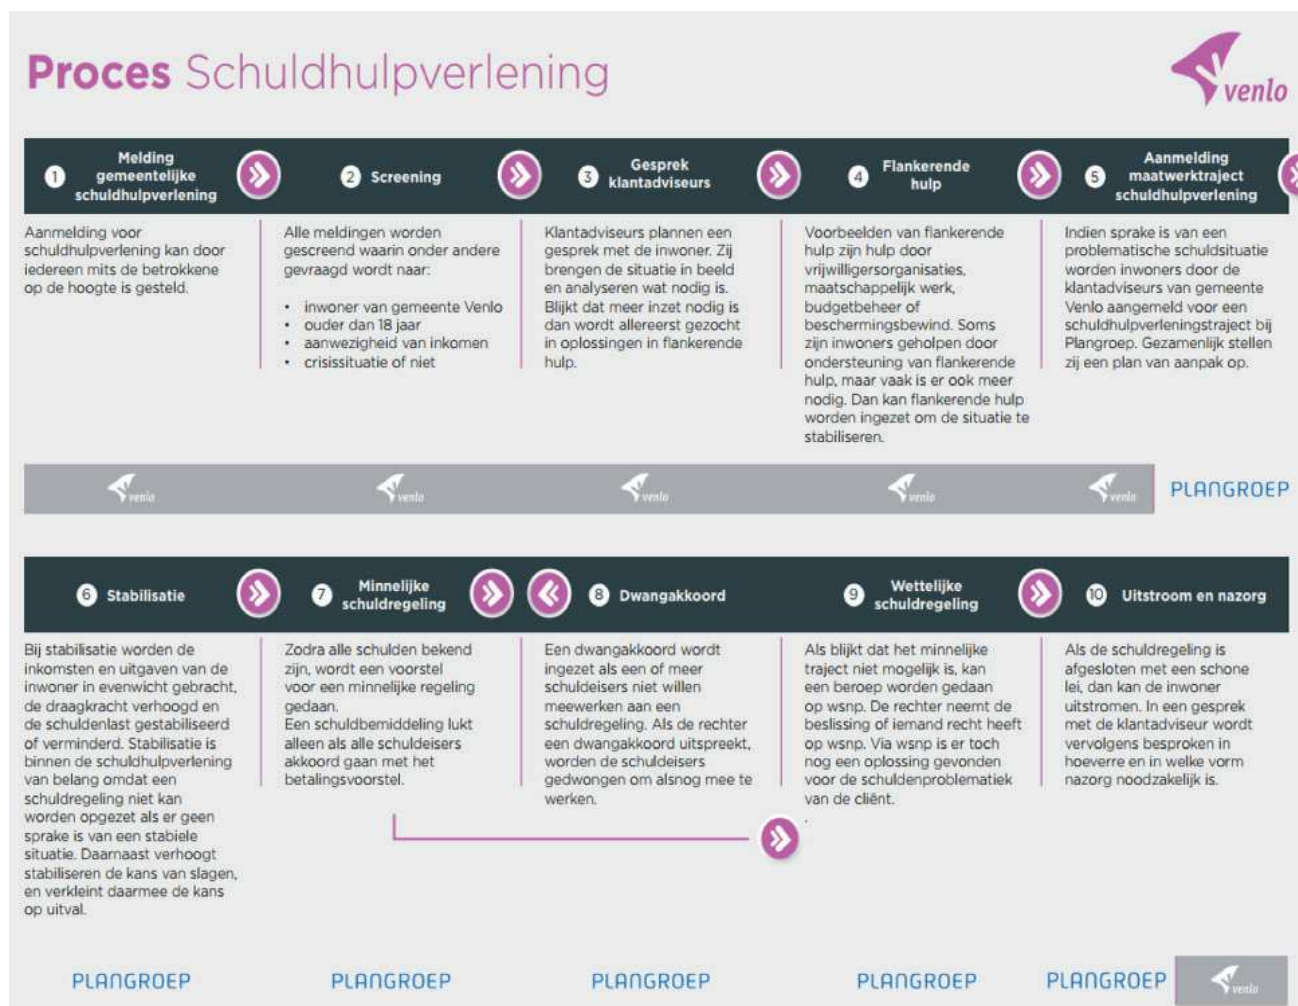 Proces Schuldhulpverlening
venlo
1 Melding
gemeentelijke
schuldhulpverlening
Aanmelding voor
schuldhulpverlening kan door
iedereen mits de betrokkene
op de hoogte is gesteld.
2 Screening
Alle meldingen worden
gescreend waarin onder andere
gevraagd wordt naar:
• inwoner van gemeente Venlo
• ouder dan 18 jaar
• aanwezigheid van inkomen
• crisissituatie of niet
3 Gesprek
klantadviseurs
Klantadviseurs plannen een
gesprek met de inwoner. Zij
brengen de situatie in beeld
en analyseren wat nodig is.
Blijkt dat meer inzet nodig is
dan wordt allereerst gezocht
in oplossingen in flankerende
hulp.
4 Flankerende
hulp
Voorbeelden van flankerende
hulp zijn hulp door
vrijwilligersorganisaties,
maatschappelijk werk,
budgetbeheer of
beschermingsbewind. Soms
zijn inwoners geholpen door
ondersteuning van flankerende
hulp, maar vaak is er ook meer
nodig. Dan kan flankerende hulp
worden ingezet om de situatie te
stabiliseren.
5 Aanmelding
maatwerktraject
schuldhulpverlening
Indien sprake is van een
problematische schuldsituatie
worden inwoners door de
klantadviseurs van gemeente
Venlo aangemeld voor een
schuldhulpverleningstraject bij
Plangroep. Gezamenlijk stellen
zij een plan van aanpak op.
venlo
venlo
venlo
venlo
venlo
PLANGROEP
6 Stabilisatie
Bij stabilisatie worden de
inkomsten en uitgaven van de
inwoner in evenwicht gebracht,
de draagkracht verhoogd en
de schuldenlast gestabiliseerd
of verminderd. Stabilisatie is
binnen de schuldhulpverlening
van belang omdat een
schuldregeling niet kan
worden opgezet als er geen
sprake is van een stabiele
situatie. Daarnaast verhoogt
stabiliseren de kans van slagen,
en verkleint daarmee de kans
op uitval.
7 Minnelijke
schuldregeling
Zodra alle schulden bekend
zijn, wordt een voorstel
voor een minnelijke regeling
gedaan.
Een schuldbemiddeling lukt
alleen als alle schuldeisers
akkoord gaan met het
betalingsvoorstel.
8 Dwangakkoord
Een dwangakkoord wordt
ingezet als een of meer
schuldeisers niet willen
meewerken aan een
schuldregeling. Als de rechter
een dwangakkoord uitspreekt,
worden de schuldeisers
gedwongen om alsnog mee te
werken.
9 Wettelijke
schuldregeling
Als blijkt dat het minnelijke
traject niet mogelijk is, kan
een beroep worden gedaan
op wsnp. De rechter neemt de
beslissing of iemand recht heeft
op wsnp. Via wsnp is er toch
nog een oplossing gevonden
voor de schuldenproblematiek
van de cliënt.
.
10 Uitstroom en nazorg
Als de schuldregeling is
afgesloten met een schone
lei, dan kan de inwoner
uitstromen. In een gesprek
met de klantadviseur wordt
vervolgens besproken in
hoeverre en in welke vorm
nazorg noodzakelijk is.
PLANGROEP
PLANGROEP
PLANGROEP
PLANGROEP
PLANGROEP
venlo